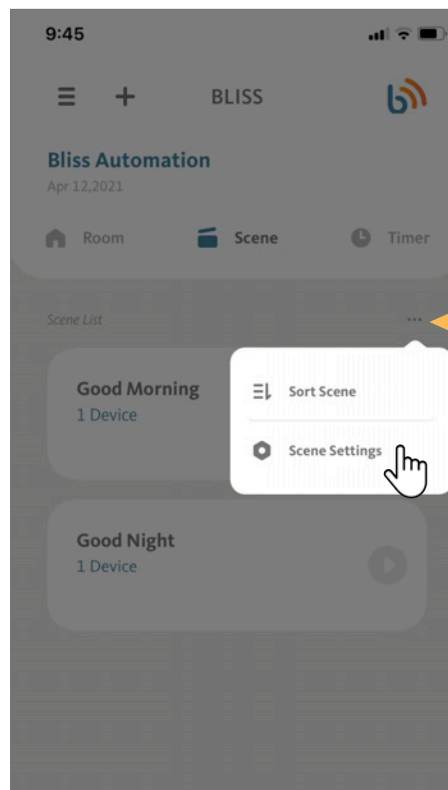 9:45
BLISS
Bliss Automation
Apr 12,2021
Room Scene Timer
Scene List ...
Good Morning
1 Device
Sort Scene
Scene Settings
Good Night
1 Device